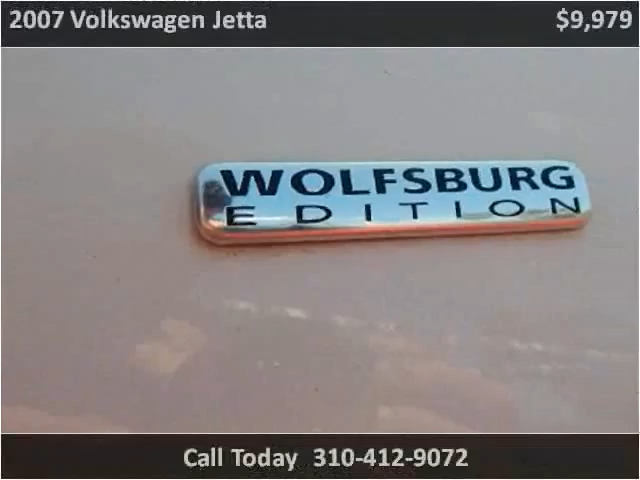 2007 Volkswagen Jetta $9,979
WOLFSBURG
EDITION
Call Today 310-412-9072